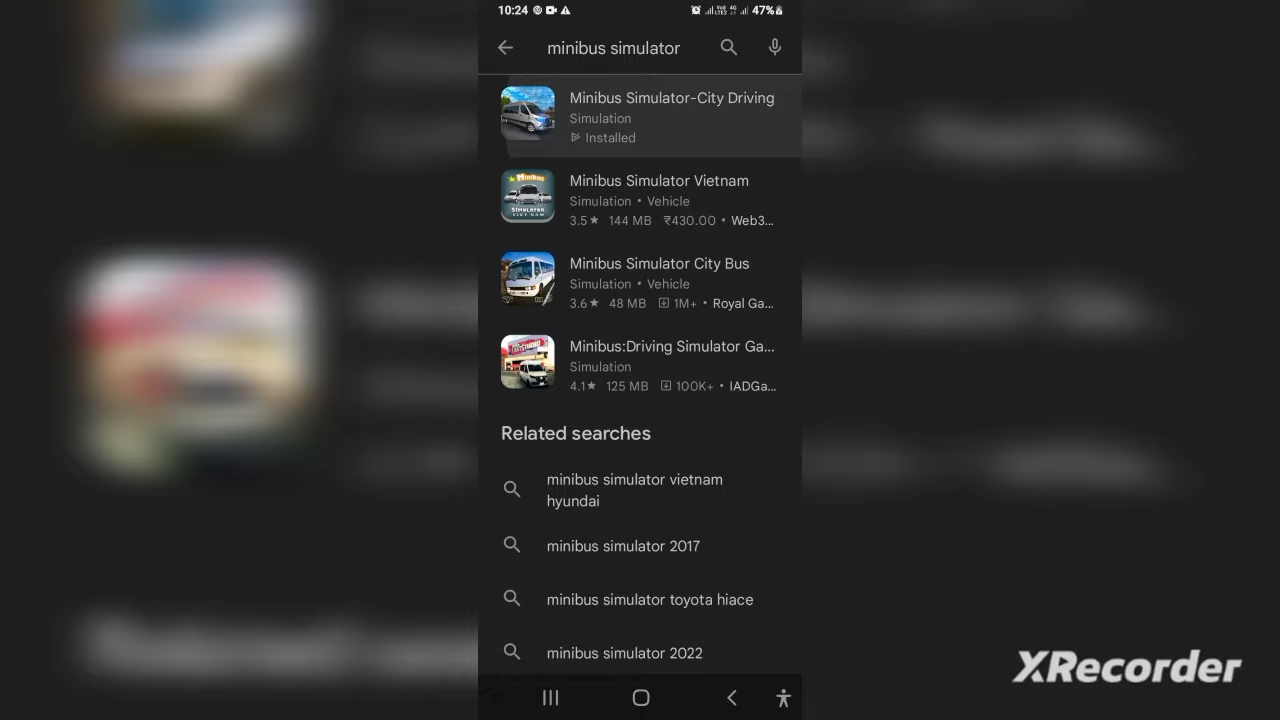 10:24 47%
minibus simulator
Minibus Simulator-City Driving
Simulation
Installed
Minibus Simulator Vietnam
Simulation • Vehicle
3.5★ 144 MB ₹430.00 • Web3...
Minibus Simulator City Bus
Simulation • Vehicle
3.6★ 48 MB 1M+ • Royal Ga...
Minibus:Driving Simulator Ga...
Simulation
4.1★ 125 MB 100K+ • IADGa...
Related searches
minibus simulator vietnam
hyundai
minibus simulator 2017
minibus simulator toyota hiace
minibus simulator 2022
XRecorder